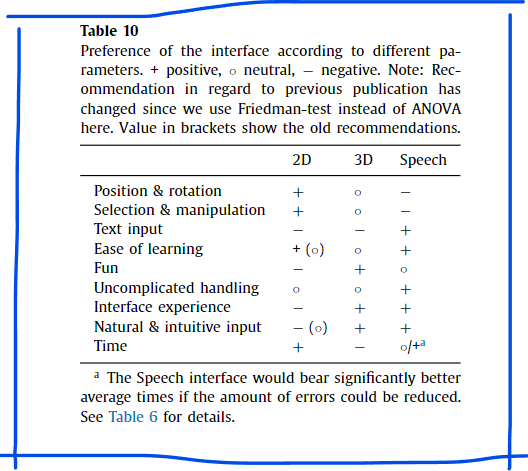 Table 10
Preference of the interface according to different pa-
rameters. + positive, ○ neutral, − negative. Note: Rec-
ommendation in regard to previous publication has
changed since we use Friedman-test instead of ANOVA
here. Value in brackets show the old recommendations.
2D 3D Speech
Position & rotation + ○ −
Selection & manipulation + ○ −
Text input − − +
Ease of learning + (○) ○ +
Fun − + ○
Uncomplicated handling ○ ○ +
Interface experience − + +
Natural & intuitive input − (○) + +
Time + − ○/+ᵃ
ᵃ The Speech interface would bear significantly better
average times if the amount of errors could be reduced.
See Table 6 for details.